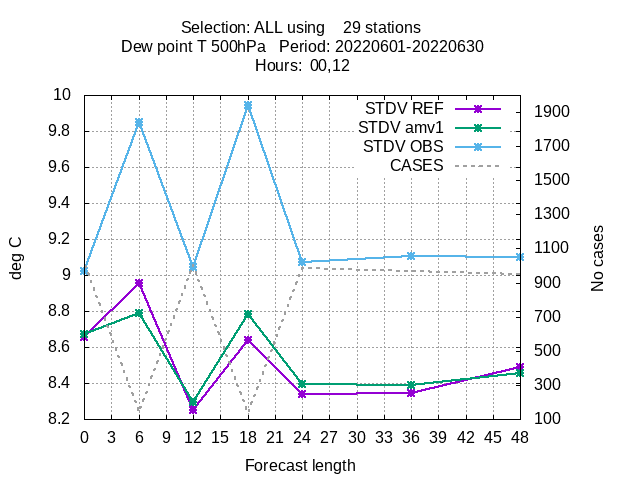 Selection: ALL using    29 stations
Dew point T 500hPa   Period: 20220601-20220630
Hours:  00,12
STDV REF
STDV amv1
STDV OBS
CASES
10
9.8
9.6
9.4
9.2
9
8.8
8.6
8.4
8.2
deg C
1900
1700
1500
1300
1100
900
700
500
300
100
No cases
0 3 6 9 12 15 18 21 24 27 30 33 36 39 42 45 48
Forecast length